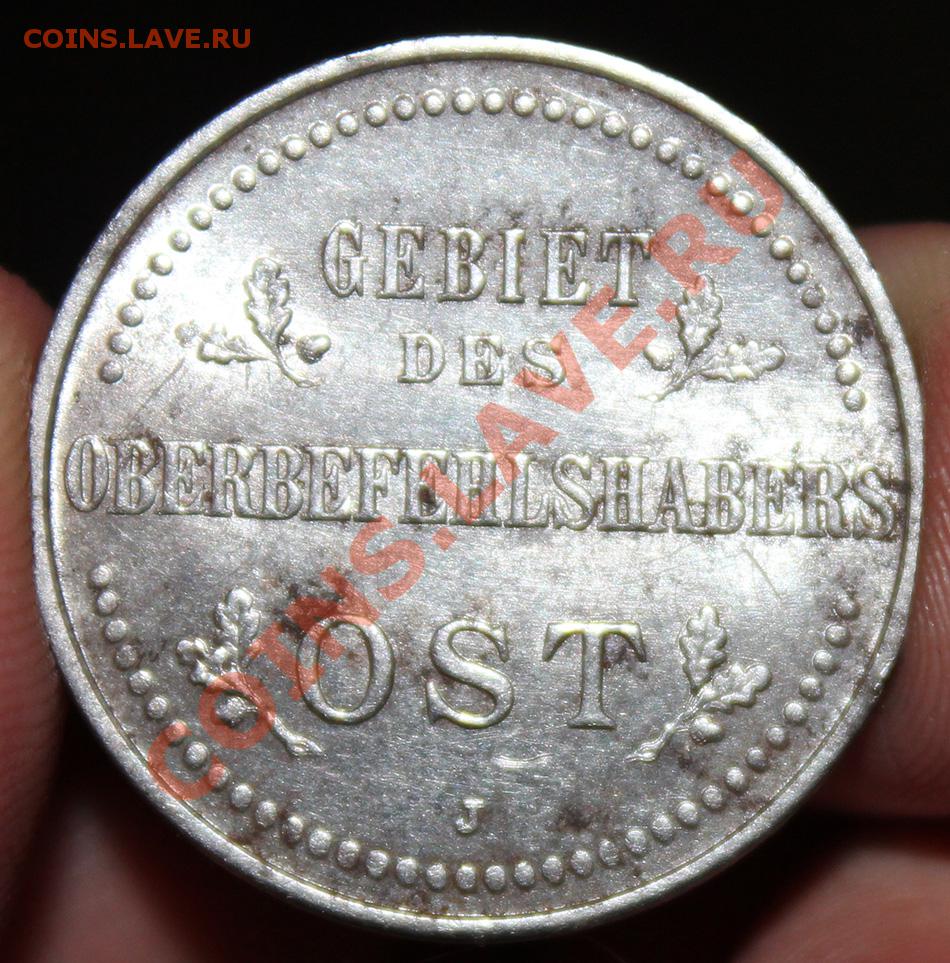 COINS.LAVE.RU
GEBIET
DES
OBERBEFEHLSHABERS
OST
J
COINS.LAVE.RU